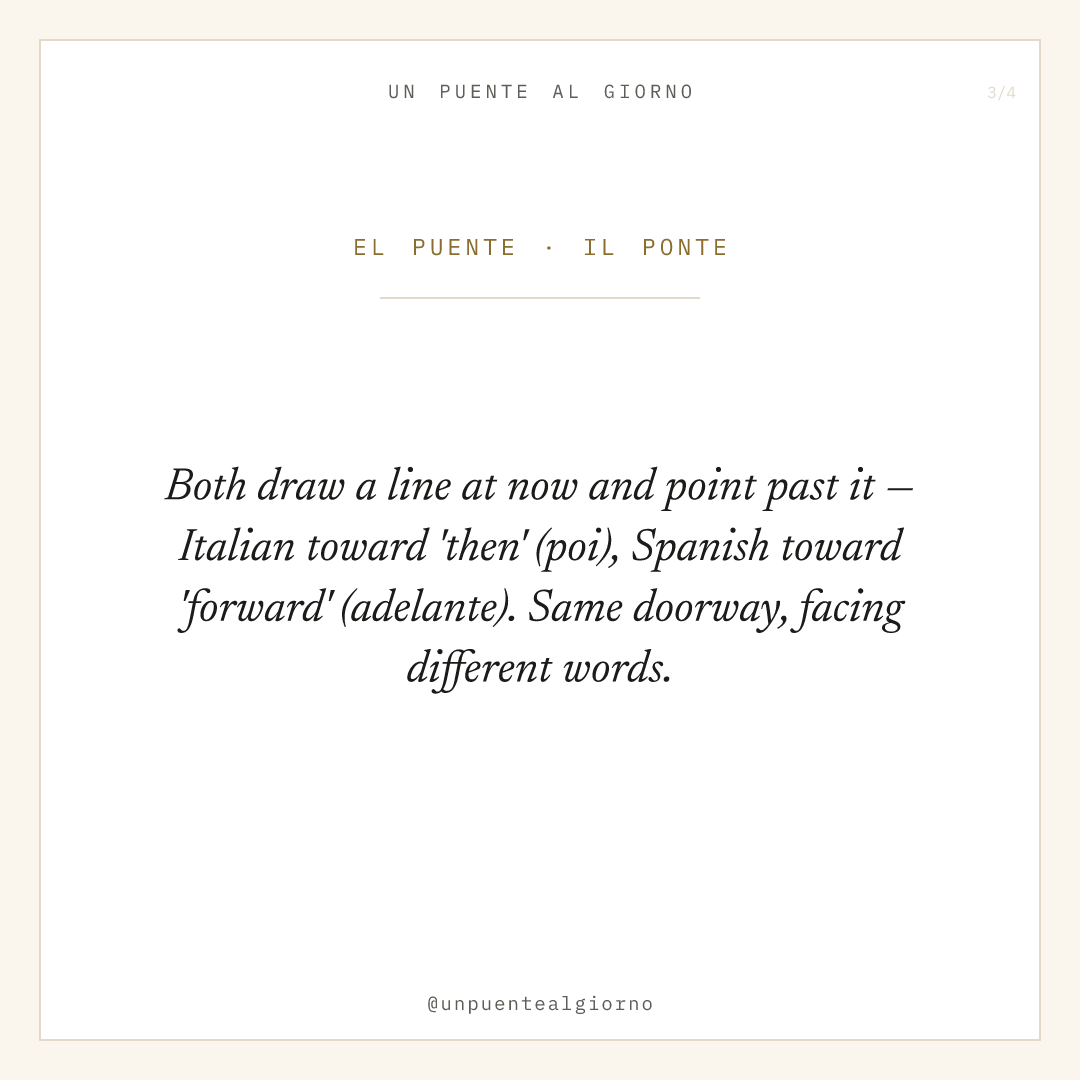 UN PUENTE AL GIORNO
3/4
EL PUENTE · IL PONTE
Both draw a line at now and point past it —
Italian toward 'then' (poi), Spanish toward
'forward' (adelante). Same doorway, facing
different words.
@unpuentealgiorno